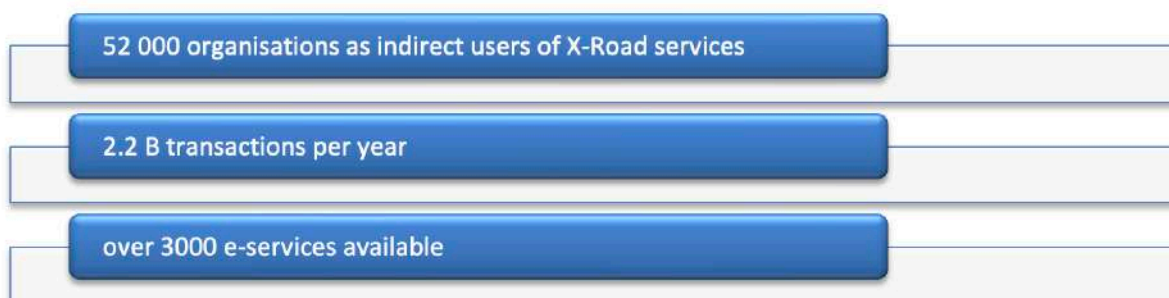 52 000 organisations as indirect users of X-Road services
2.2 B transactions per year
over 3000 e-services available